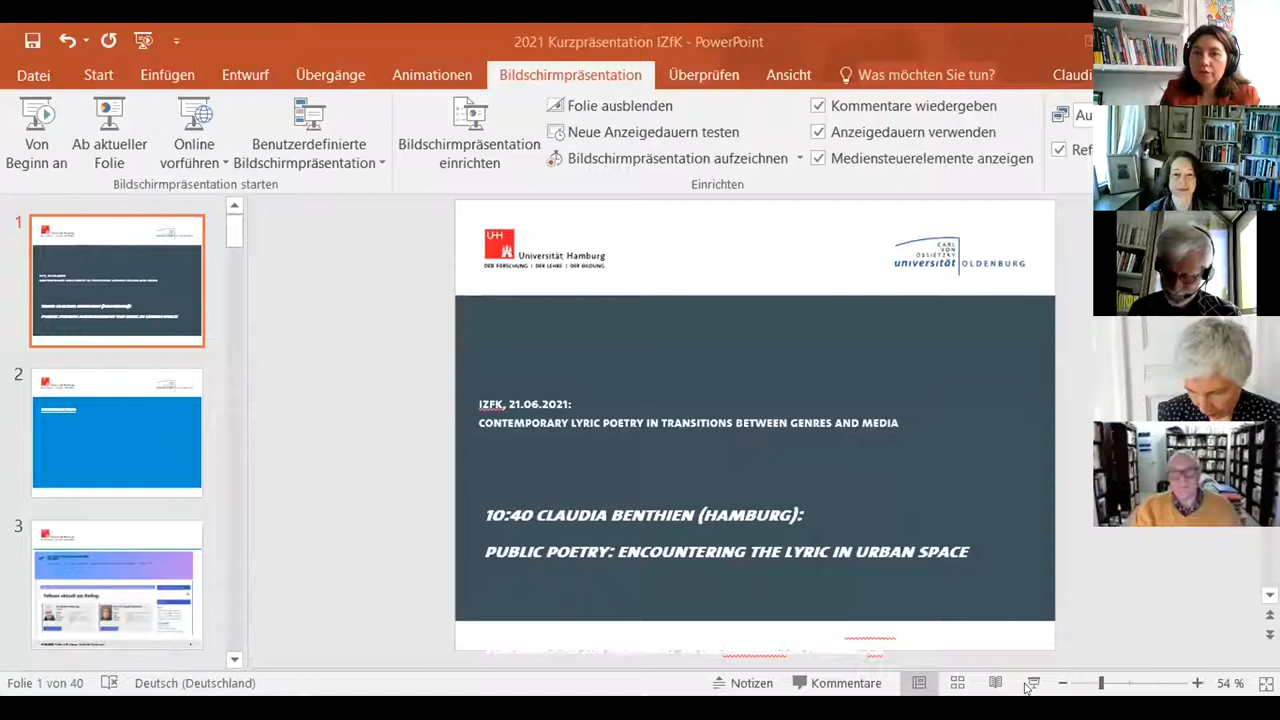 2021 Kurzpräsentation IZfK - PowerPoint
Datei Start Einfügen Entwurf Übergänge Animationen Bildschirmpräsentation Überprüfen Ansicht Was möchten Sie tun? Claudi
Von Beginn an
Ab aktueller Folie
Online vorführen
Benutzerdefinierte Bildschirmpräsentation
Bildschirmpräsentation starten
Bildschirmpräsentation einrichten
Folie ausblenden
Neue Anzeigedauern testen
Bildschirmpräsentation aufzeichnen
Kommentare wiedergeben
Anzeigedauern verwenden
Mediensteuerelemente anzeigen
Einrichten
Au
Ref
1
2
3
UH
Universität Hamburg
DER FORSCHUNG | DER LEHRE | DER BILDUNG
CARL
VON
OSSIETZKY
universität OLDENBURG
IZFK, 21.06.2021:
CONTEMPORARY LYRIC POETRY IN TRANSITIONS BETWEEN GENRES AND MEDIA
10:40 CLAUDIA BENTHIEN (HAMBURG):
PUBLIC POETRY: ENCOUNTERING THE LYRIC IN URBAN SPACE
Folie 1 von 40 Deutsch (Deutschland) Notizen Kommentare 54 %